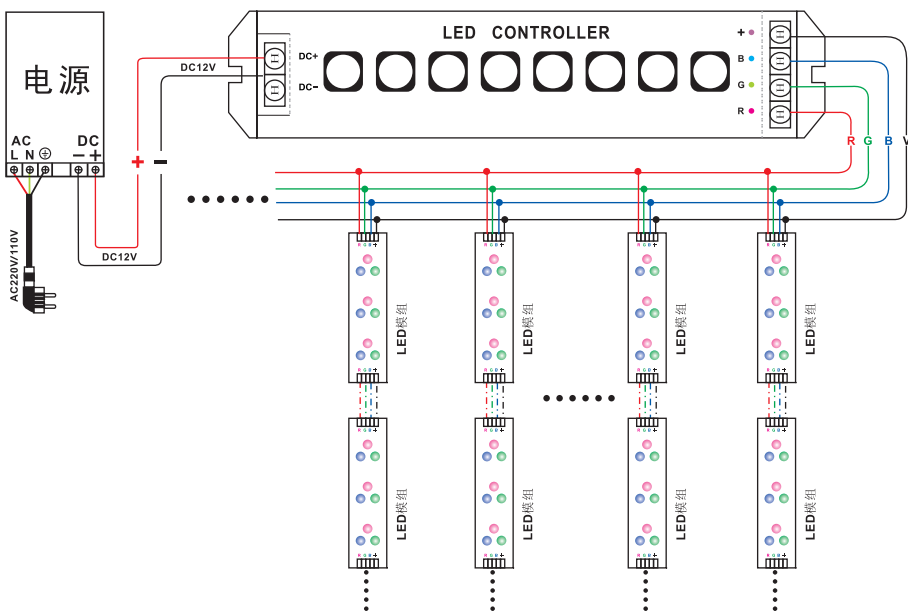 电源
AC
DC
L
N
−
+
AC220V/110V
+
−
DC12V
DC12V
LED CONTROLLER
DC+
DC−
+
B
G
R
R
G
B
V
R G B +
R G B +
R G B +
R G B +
LED模组
LED模组
LED模组
LED模组
R G B +
R G B +
R G B +
R G B +
R G B +
R G B +
R G B +
R G B +
LED模组
LED模组
LED模组
LED模组
R G B +
R G B +
R G B +
R G B +